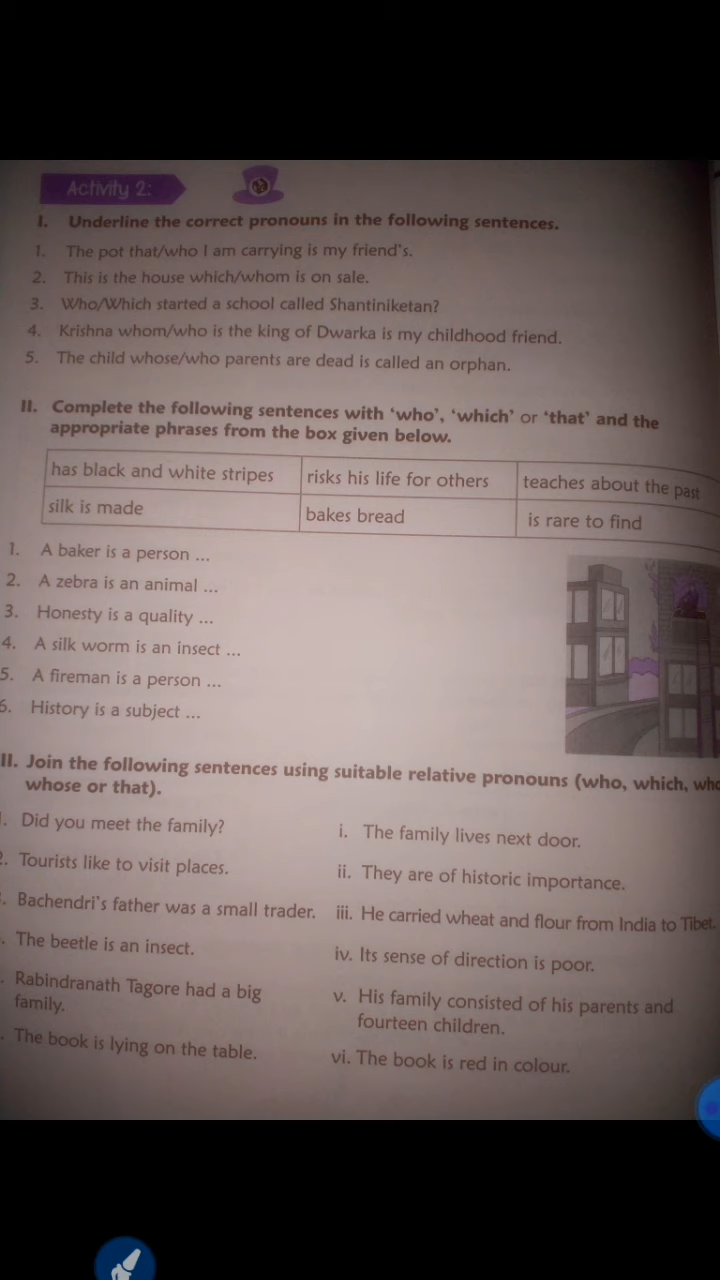 Activity 2:
I. Underline the correct pronouns in the following sentences.
1. The pot that/who I am carrying is my friend's.
2. This is the house which/whom is on sale.
3. Who/Which started a school called Shantiniketan?
4. Krishna whom/who is the king of Dwarka is my childhood friend.
5. The child whose/who parents are dead is called an orphan.
II. Complete the following sentences with 'who', 'which' or 'that' and the
appropriate phrases from the box given below.
has black and white stripes risks his life for others teaches about the past
silk is made bakes bread is rare to find
1. A baker is a person ...
2. A zebra is an animal ...
3. Honesty is a quality ...
4. A silk worm is an insect ...
5. A fireman is a person ...
6. History is a subject ...
II. Join the following sentences using suitable relative pronouns (who, which,
whose or that).
Did you meet the family? i. The family lives next door.
2. Tourists like to visit places. ii. They are of historic importance.
Bachendri's father was a small trader. iii. He carried wheat and flour from India to Tibet.
The beetle is an insect. iv. Its sense of direction is poor.
Rabindranath Tagore had a big v. His family consisted of his parents and
family. fourteen children.
The book is lying on the table. vi. The book is red in colour.